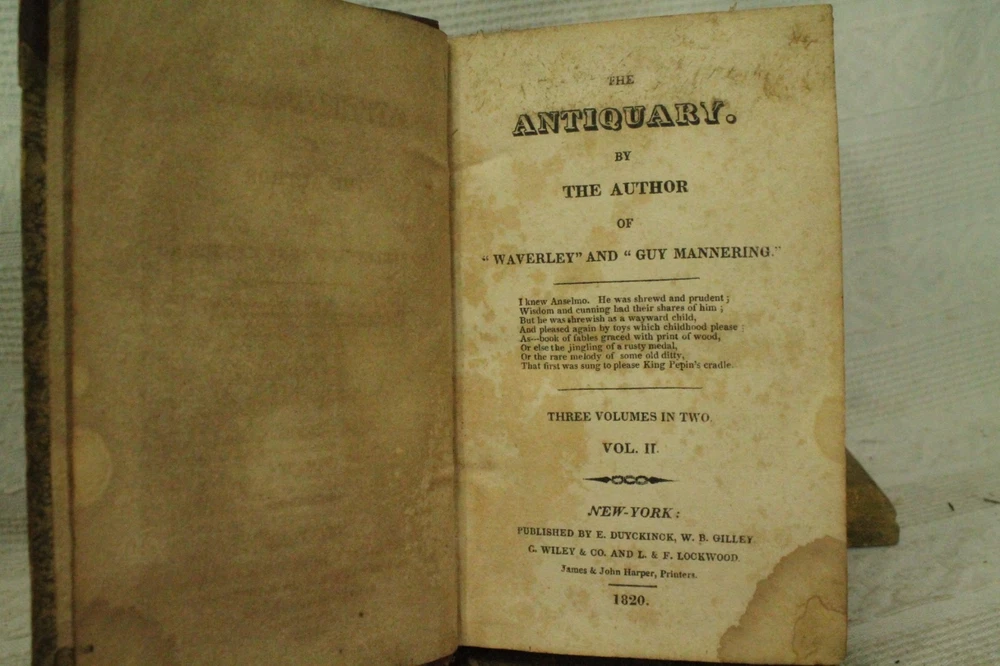 THE
ANTIQUARY.
BY
THE AUTHOR
OF
"WAVERLEY" AND "GUY MANNERING."
I knew Anselmo. He was shrewd and prudent;
Wisdom and cunning had their shares of him;
But he was shrewish as a wayward child,
And pleased again by toys which childhood please;
As---book of fables graced with print of wood,
Or else the jingling of a rusty medal,
Or the rare melody of some old ditty,
That first was sung to please King Pepin's cradle.
THREE VOLUMES IN TWO.
VOL. II.
NEW-YORK:
PUBLISHED BY E. DUYCKINCK, W. B. GILLEY
C. WILEY & CO. AND L. & F. LOCKWOOD.
James & John Harper, Printers.
1820.